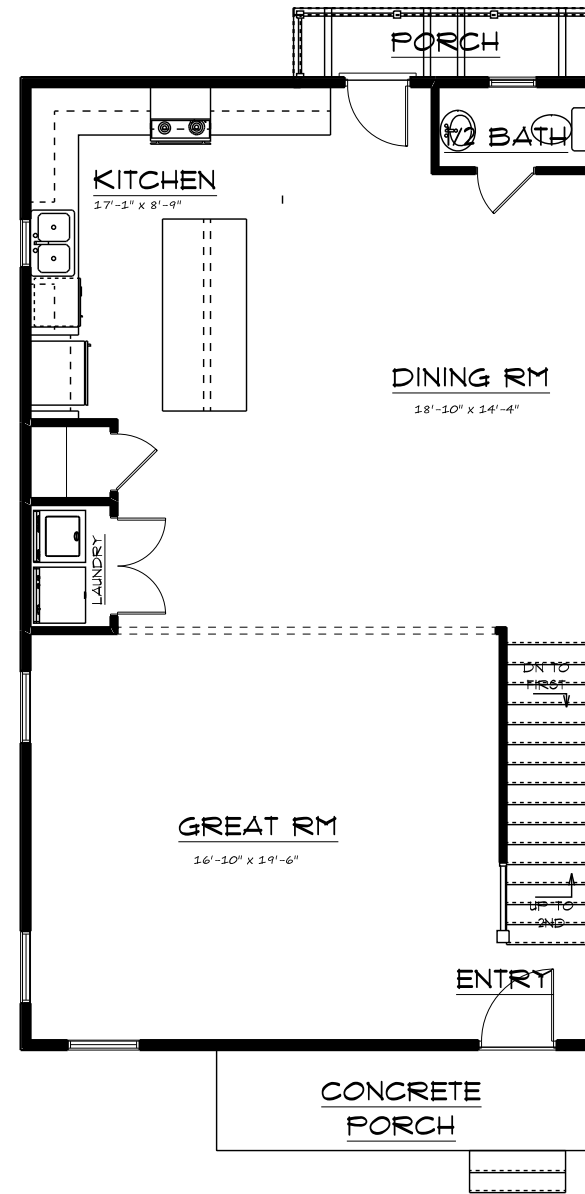 PORCH
1/2 BATH
KITCHEN
17'-1" x 8'-9"
DINING RM
18'-10" x 14'-4"
LAUNDRY
DN TO
FIRST
GREAT RM
16'-10" x 19'-6"
UP TO
2ND
ENTRY
CONCRETE
PORCH